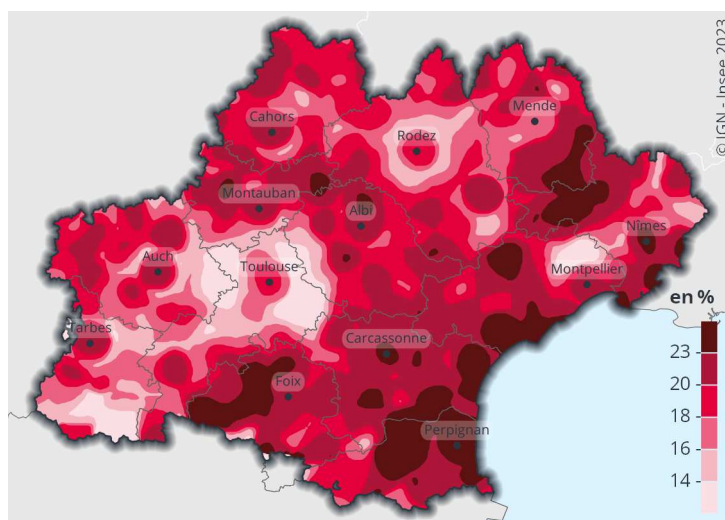 © IGN - Insee 2023
Mende
Cahors
Rodez
Montauban
Albi
Nîmes
Auch
Toulouse
Montpellier
en %
Tarbes
Carcassonne
23
Foix
20
18
Perpignan
16
14